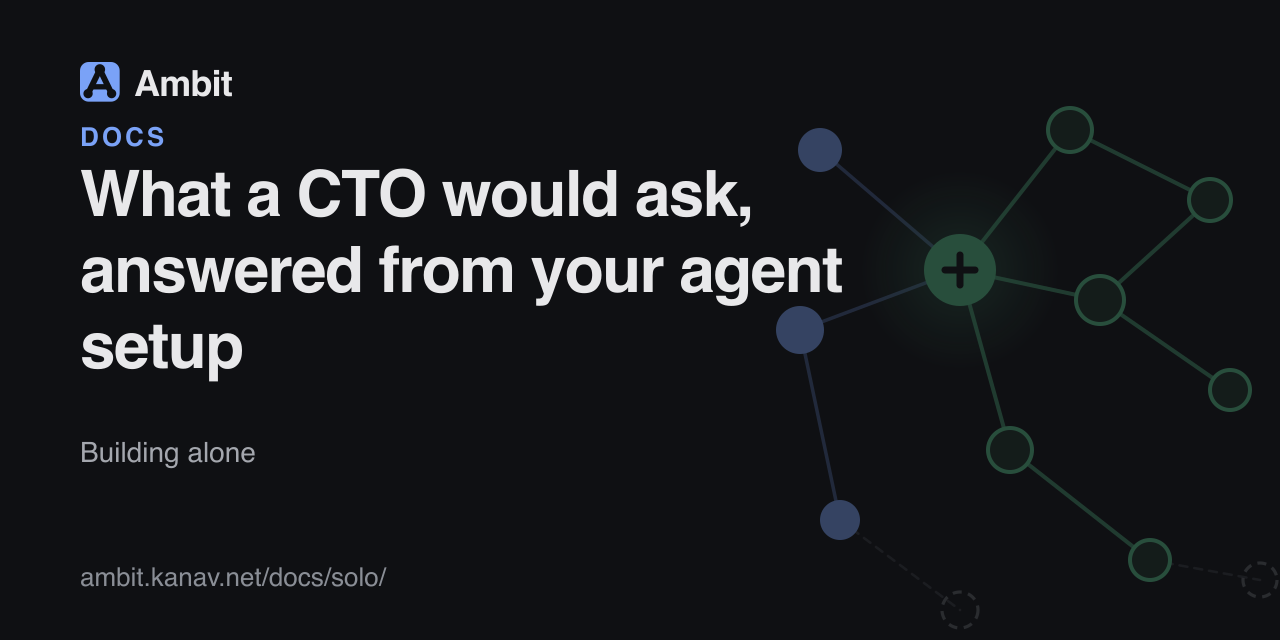 Ambit
DOCS
What a CTO would ask,
answered from your agent
setup
Building alone
ambit.kanav.net/docs/solo/